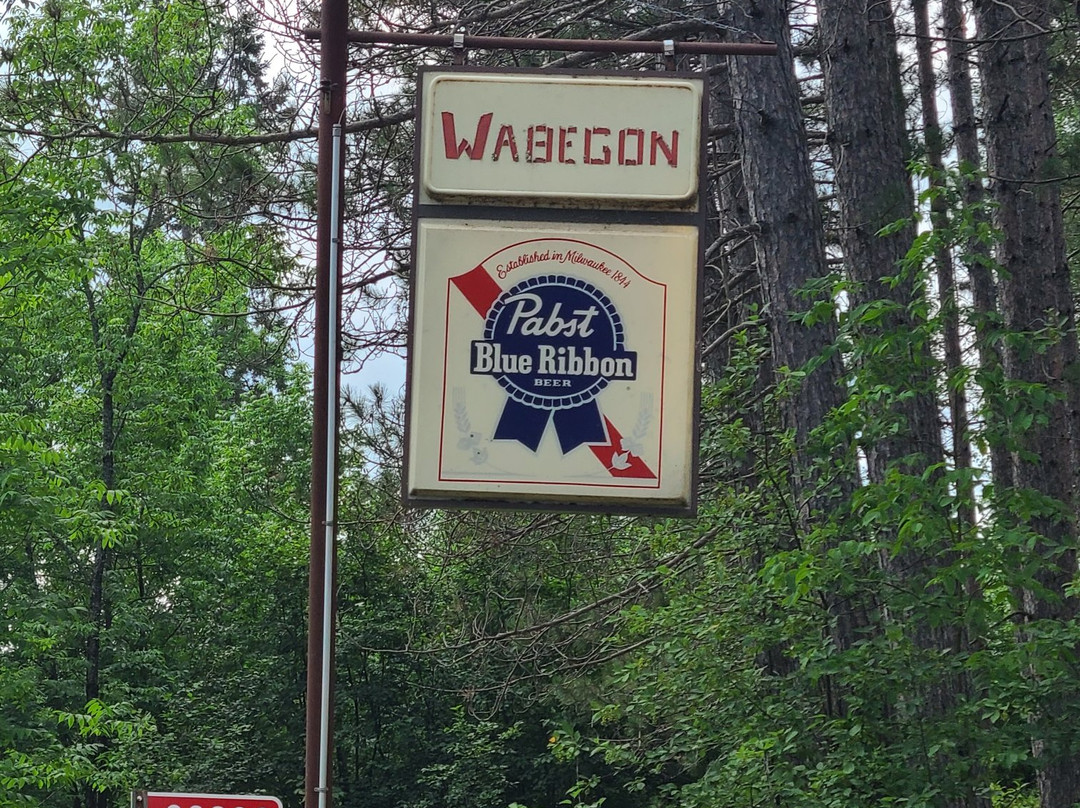 WABEGON
Established in Milwaukee 1844
Pabst
Blue Ribbon
BEER